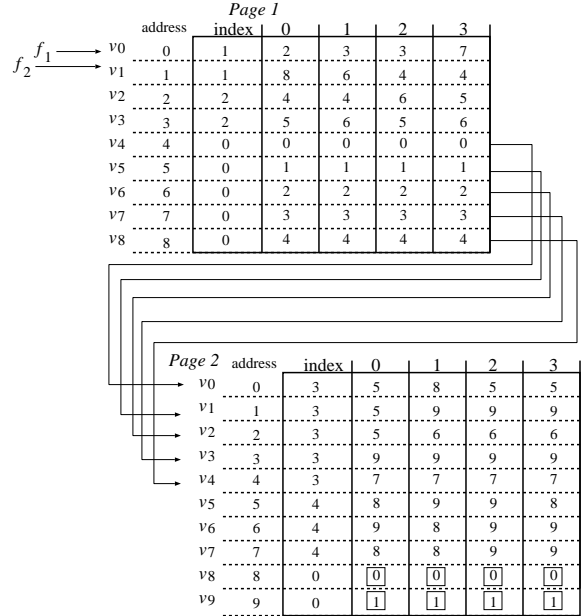 Page 1
address index 0 1 2 3
f1 v0 0 1 2 3 3 7
f2 v1 1 1 8 6 4 4
v2 2 2 4 4 6 5
v3 3 2 5 6 5 6
v4 4 0 0 0 0 0
v5 5 0 1 1 1 1
v6 6 0 2 2 2 2
v7 7 0 3 3 3 3
v8 8 0 4 4 4 4
Page 2 address index 0 1 2 3
v0 0 3 5 8 5 5
v1 1 3 5 9 9 9
v2 2 3 5 6 6 6
v3 3 3 9 9 9 9
v4 4 3 7 7 7 7
v5 5 4 8 9 9 8
v6 6 4 9 8 9 9
v7 7 4 8 8 9 9
v8 8 0 0 0 0 0
v9 9 0 1 1 1 1